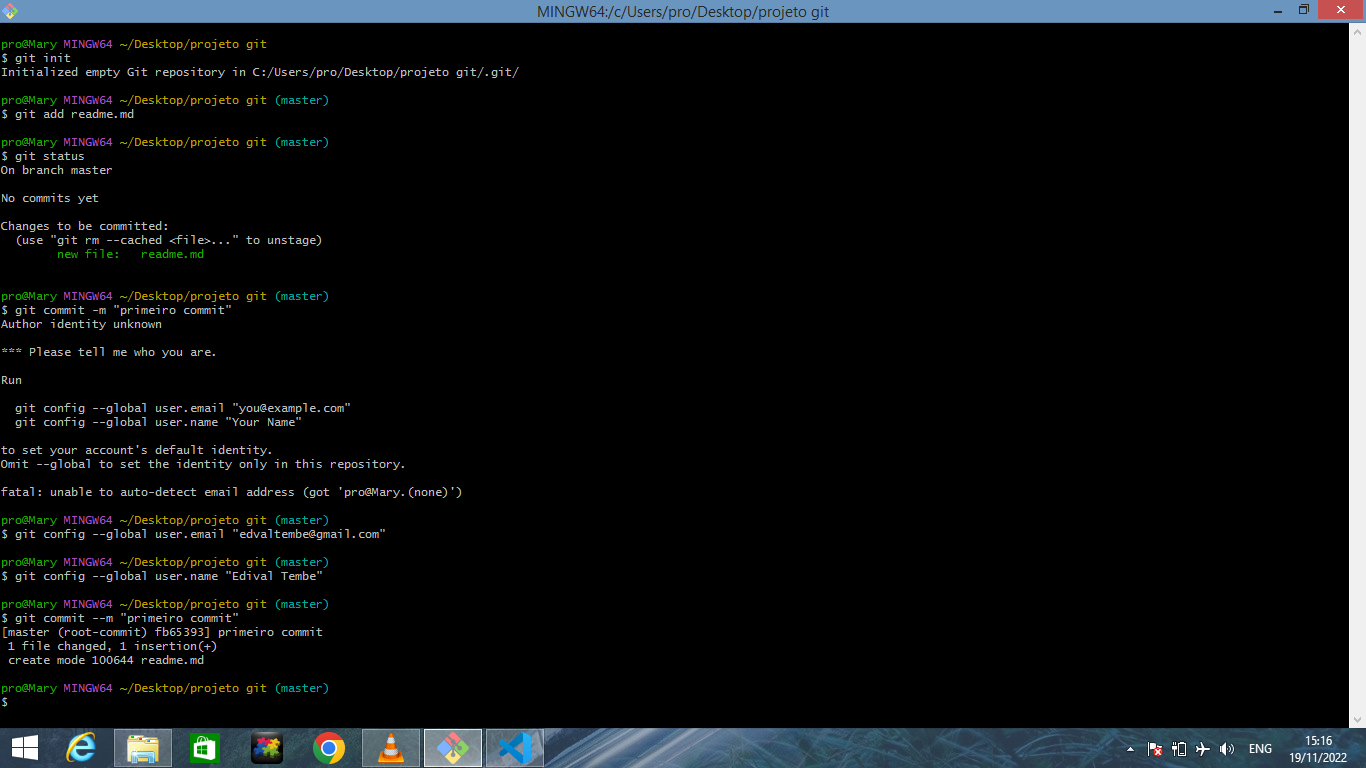 MINGW64:/c/Users/pro/Desktop/projeto git
pro@Mary MINGW64 ~/Desktop/projeto git
$ git init
Initialized empty Git repository in C:/Users/pro/Desktop/projeto git/.git/
pro@Mary MINGW64 ~/Desktop/projeto git (master)
$ git add readme.md
pro@Mary MINGW64 ~/Desktop/projeto git (master)
$ git status
On branch master
No commits yet
Changes to be committed:
  (use "git rm --cached <file>..." to unstage)
        new file:   readme.md
pro@Mary MINGW64 ~/Desktop/projeto git (master)
$ git commit -m "primeiro commit"
Author identity unknown
*** Please tell me who you are.
Run
  git config --global user.email "you@example.com"
  git config --global user.name "Your Name"
to set your account's default identity.
Omit --global to set the identity only in this repository.
fatal: unable to auto-detect email address (got 'pro@Mary.(none)')
pro@Mary MINGW64 ~/Desktop/projeto git (master)
$ git config --global user.email "edvaltembe@gmail.com"
pro@Mary MINGW64 ~/Desktop/projeto git (master)
$ git config --global user.name "Edival Tembe"
pro@Mary MINGW64 ~/Desktop/projeto git (master)
$ git commit --m "primeiro commit"
[master (root-commit) fb65393] primeiro commit
 1 file changed, 1 insertion(+)
 create mode 100644 readme.md
pro@Mary MINGW64 ~/Desktop/projeto git (master)
$
ENG
15:16
19/11/2022